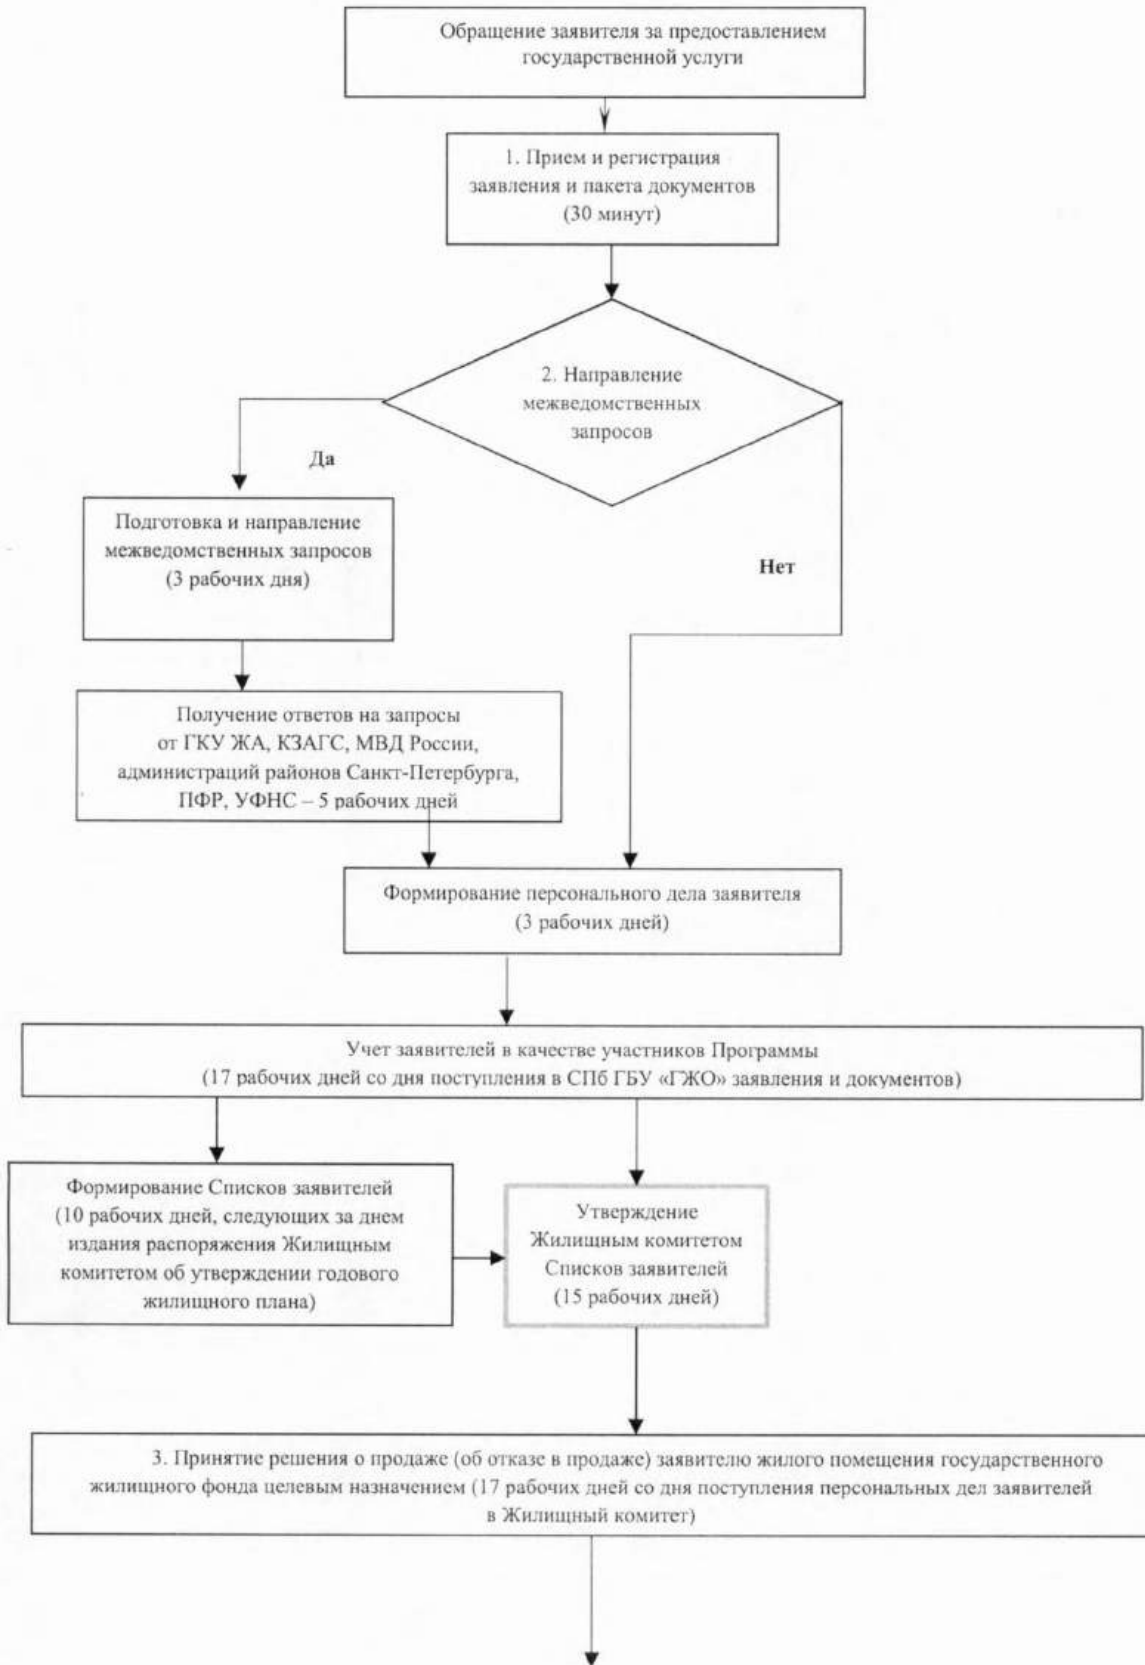 Обращение заявителя за предоставлением
государственной услуги
1. Прием и регистрация
заявления и пакета документов
(30 минут)
2. Направление
межведомственных
запросов
Да
Подготовка и направление
межведомственных запросов
(3 рабочих дня)
Нет
Получение ответов на запросы
от ГКУ ЖА, КЗАГС, МВД России,
администраций районов Санкт-Петербурга,
ПФР, УФНС – 5 рабочих дней
Формирование персонального дела заявителя
(3 рабочих дней)
Учет заявителей в качестве участников Программы
(17 рабочих дней со дня поступления в СПб ГБУ «ГЖО» заявления и документов)
Формирование Списков заявителей
(10 рабочих дней, следующих за днем
издания распоряжения Жилищным
комитетом об утверждении годового
жилищного плана)
Утверждение
Жилищным комитетом
Списков заявителей
(15 рабочих дней)
3. Принятие решения о продаже (об отказе в продаже) заявителю жилого помещения государственного
жилищного фонда целевым назначением (17 рабочих дней со дня поступления персональных дел заявителей
в Жилищный комитет)